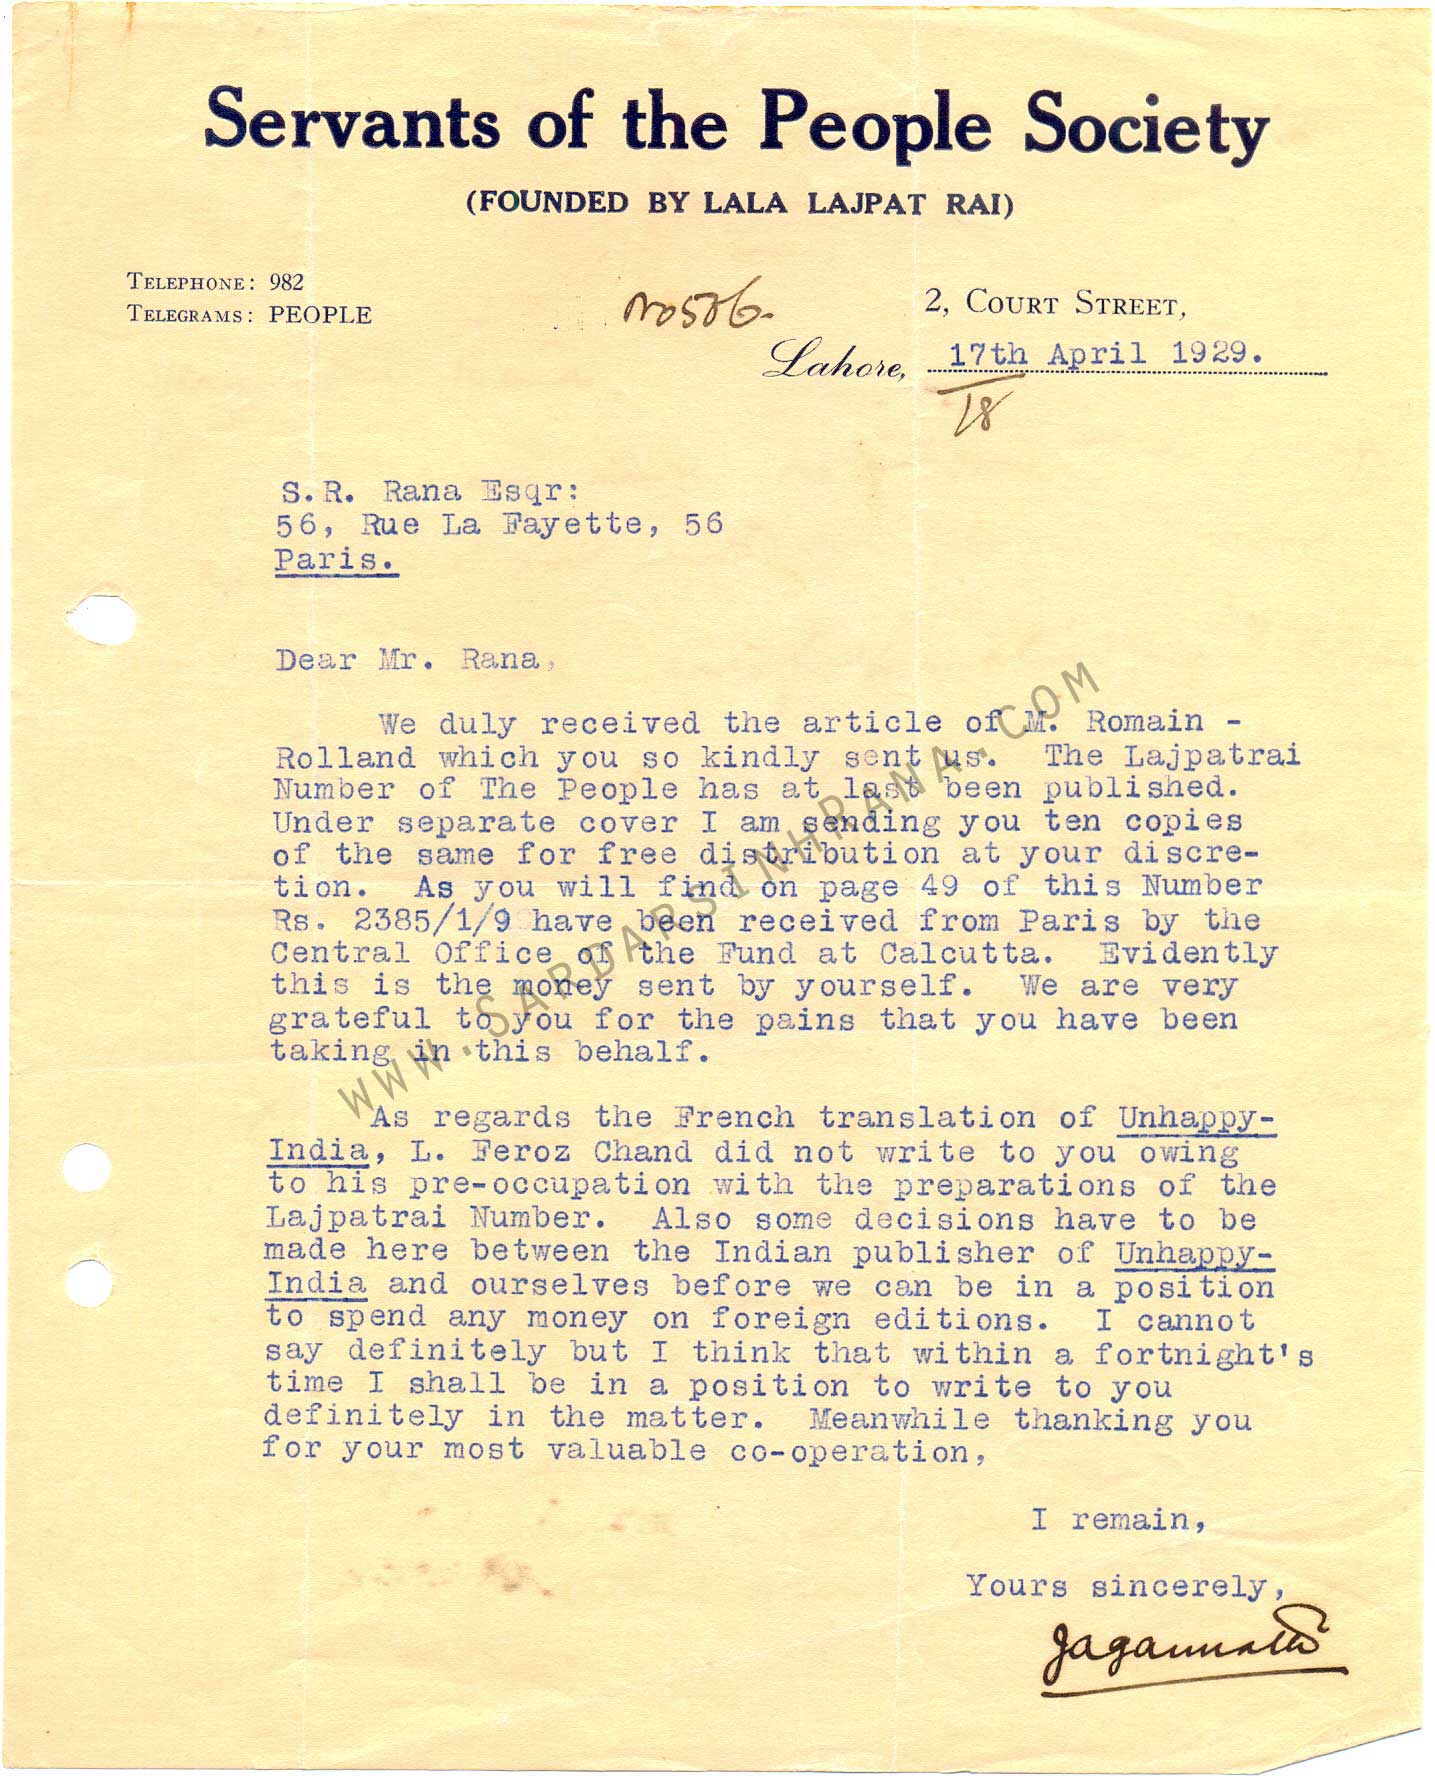 Servants of the People Society
(FOUNDED BY LALA LAJPAT RAI)
TELEPHONE: 982
TELEGRAMS: PEOPLE
No 506.
2, COURT STREET,
Lahore, 17th April 1929.
/18
S.R. Rana Esqr:
56, Rue La Fayette, 56
Paris.
Dear Mr. Rana,
We duly received the article of M. Romain -
Rolland which you so kindly sent us. The Lajpatrai
Number of The People has at last been published.
Under separate cover I am sending you ten copies
of the same for free distribution at your discre-
tion. As you will find on page 49 of this Number
Rs. 2385/1/9 have been received from Paris by the
Central Office of the Fund at Calcutta. Evidently
this is the money sent by yourself. We are very
grateful to you for the pains that you have been
taking in this behalf.
As regards the French translation of Unhappy-
India, L. Feroz Chand did not write to you owing
to his pre-occupation with the preparations of the
Lajpatrai Number. Also some decisions have to be
made here between the Indian publisher of Unhappy-
India and ourselves before we can be in a position
to spend any money on foreign editions. I cannot
say definitely but I think that within a fortnight's
time I shall be in a position to write to you
definitely in the matter. Meanwhile thanking you
for your most valuable co-operation,
I remain,
Yours sincerely,
Jagannath
WWW.SARDARSINHRANA.COM